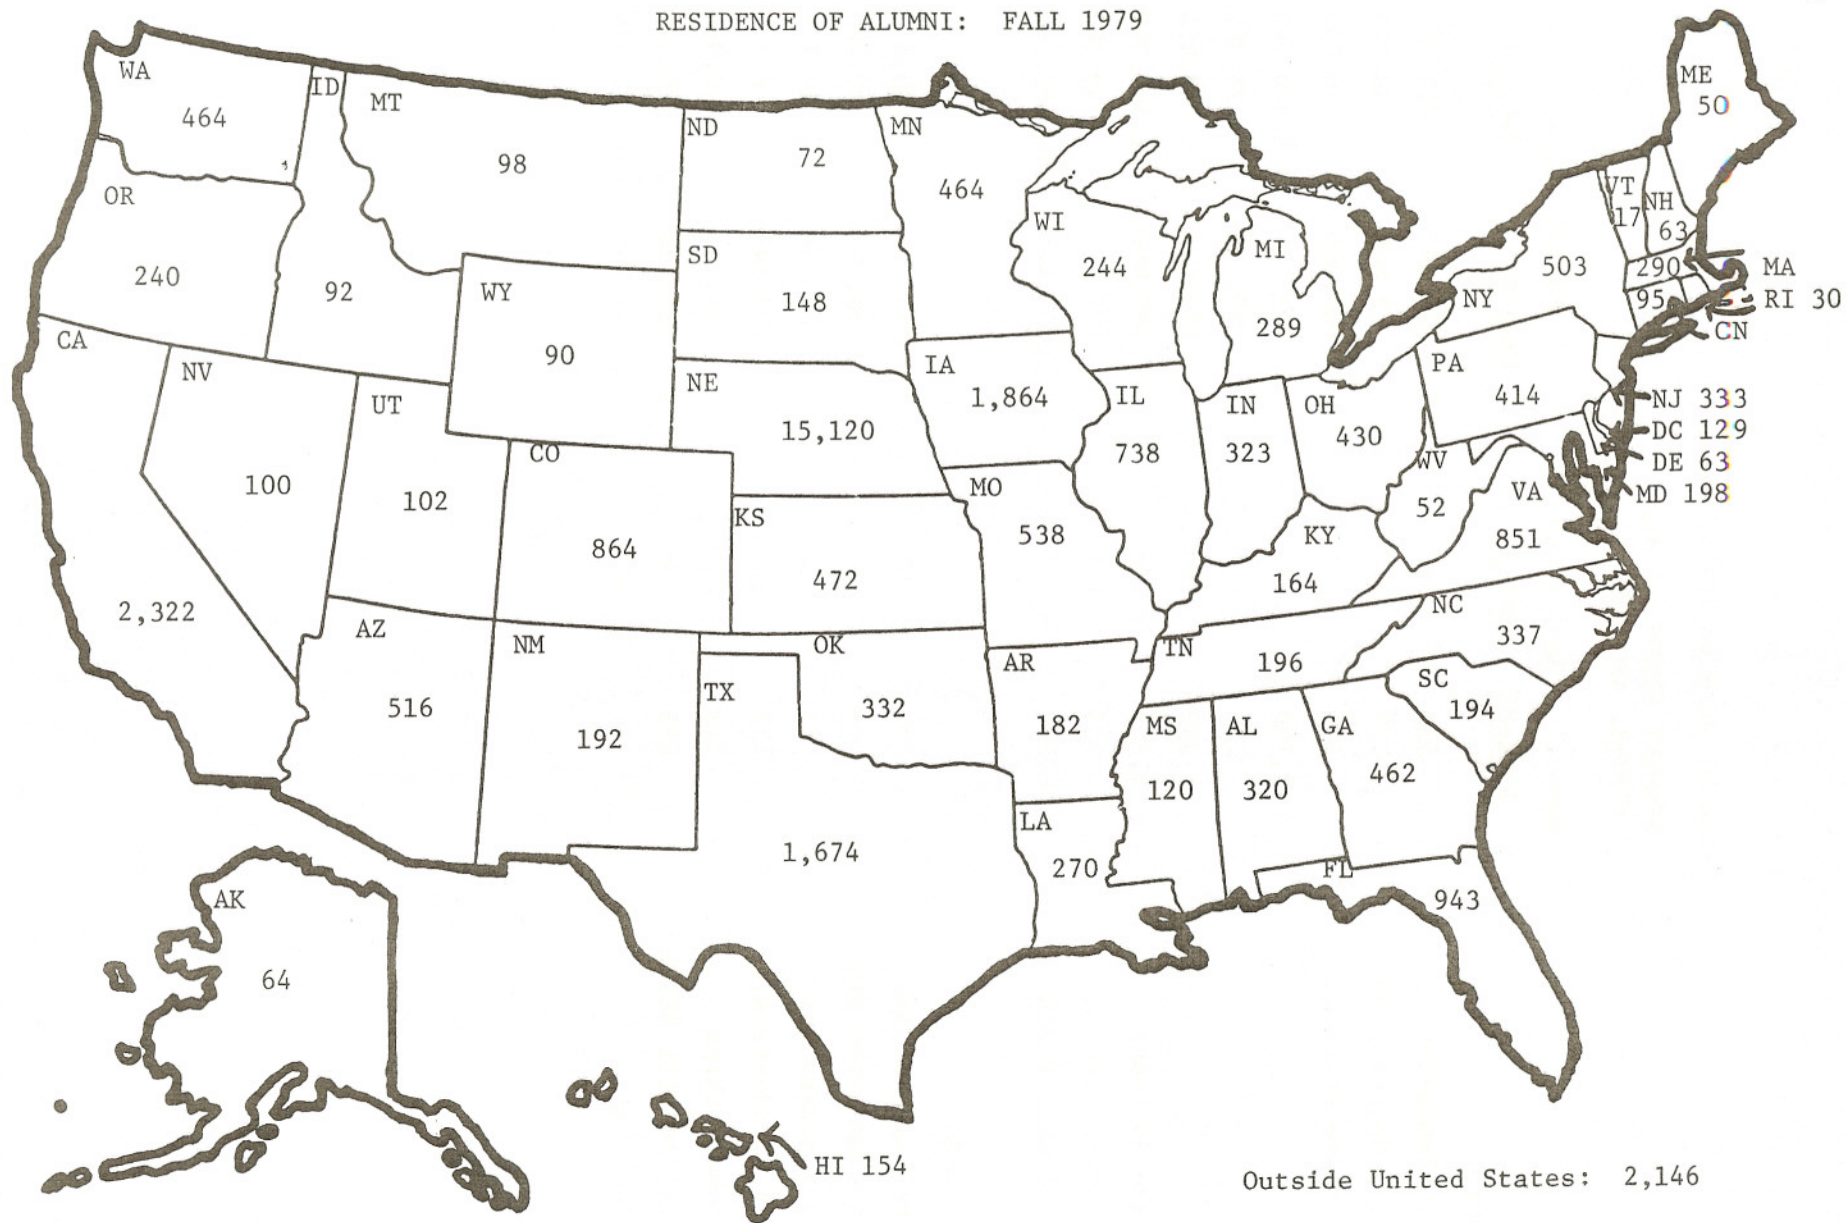 RESIDENCE OF ALUMNI: FALL 1979
WA
464
ID
92
MT
98
ND
72
MN
464
OR
240
SD
148
WI
244
MI
289
WY
90
NE
15,120
IA
1,864
IL
738
IN
323
OH
430
PA
414
NY
503
VT
17
NH
63
ME
50
290
MA
RI 30
95
CN
NJ 333
DC 129
DE 63
MD 198
CA
2,322
NV
100
UT
102
CO
864
KS
472
MO
538
KY
164
WV
52
VA
851
AZ
516
NM
192
OK
332
TX
1,674
AR
182
TN
196
NC
337
SC
194
MS
120
AL
320
GA
462
LA
270
FL
943
AK
64
HI 154
Outside United States: 2,146